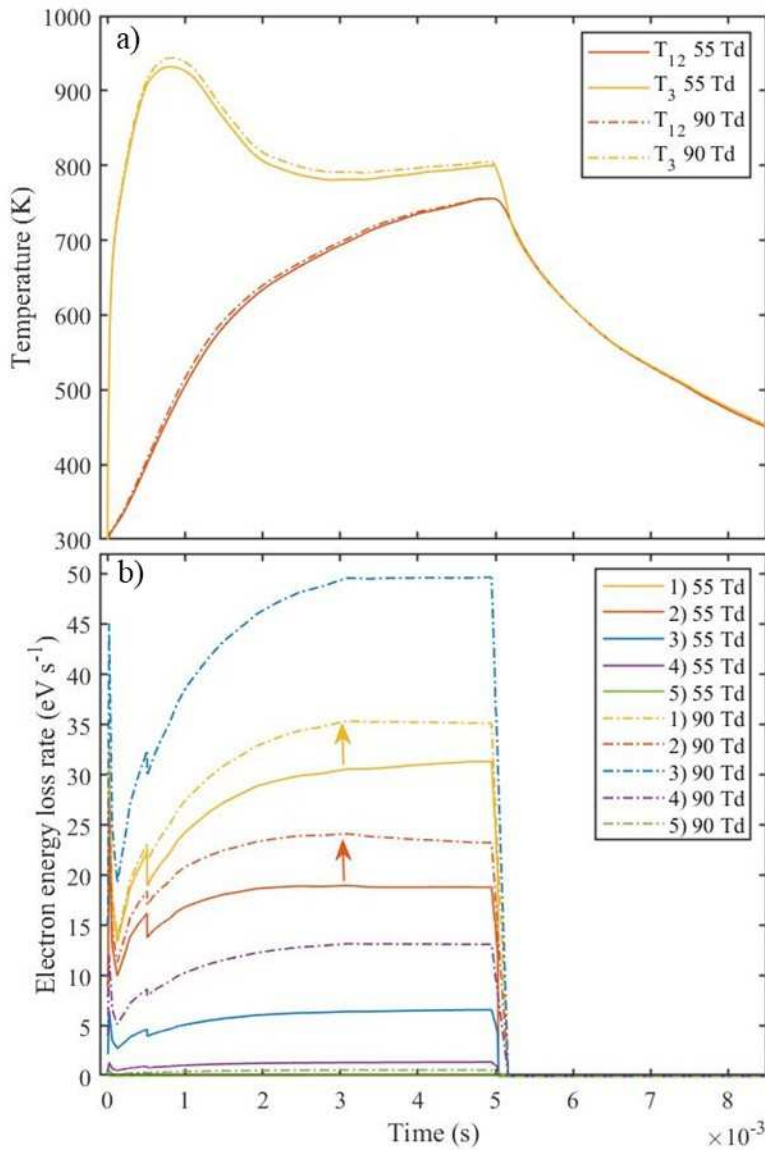 a)
1000
900
800
700
600
500
400
300
Temperature (K)
T12 55 Td
T3 55 Td
T12 90 Td
T3 90 Td
b)
50
45
40
35
30
25
20
15
10
5
0
Electron energy loss rate (eV s-1)
1) 55 Td
2) 55 Td
3) 55 Td
4) 55 Td
5) 55 Td
1) 90 Td
2) 90 Td
3) 90 Td
4) 90 Td
5) 90 Td
0 1 2 3 4 5 6 7 8
Time (s)
×10-3